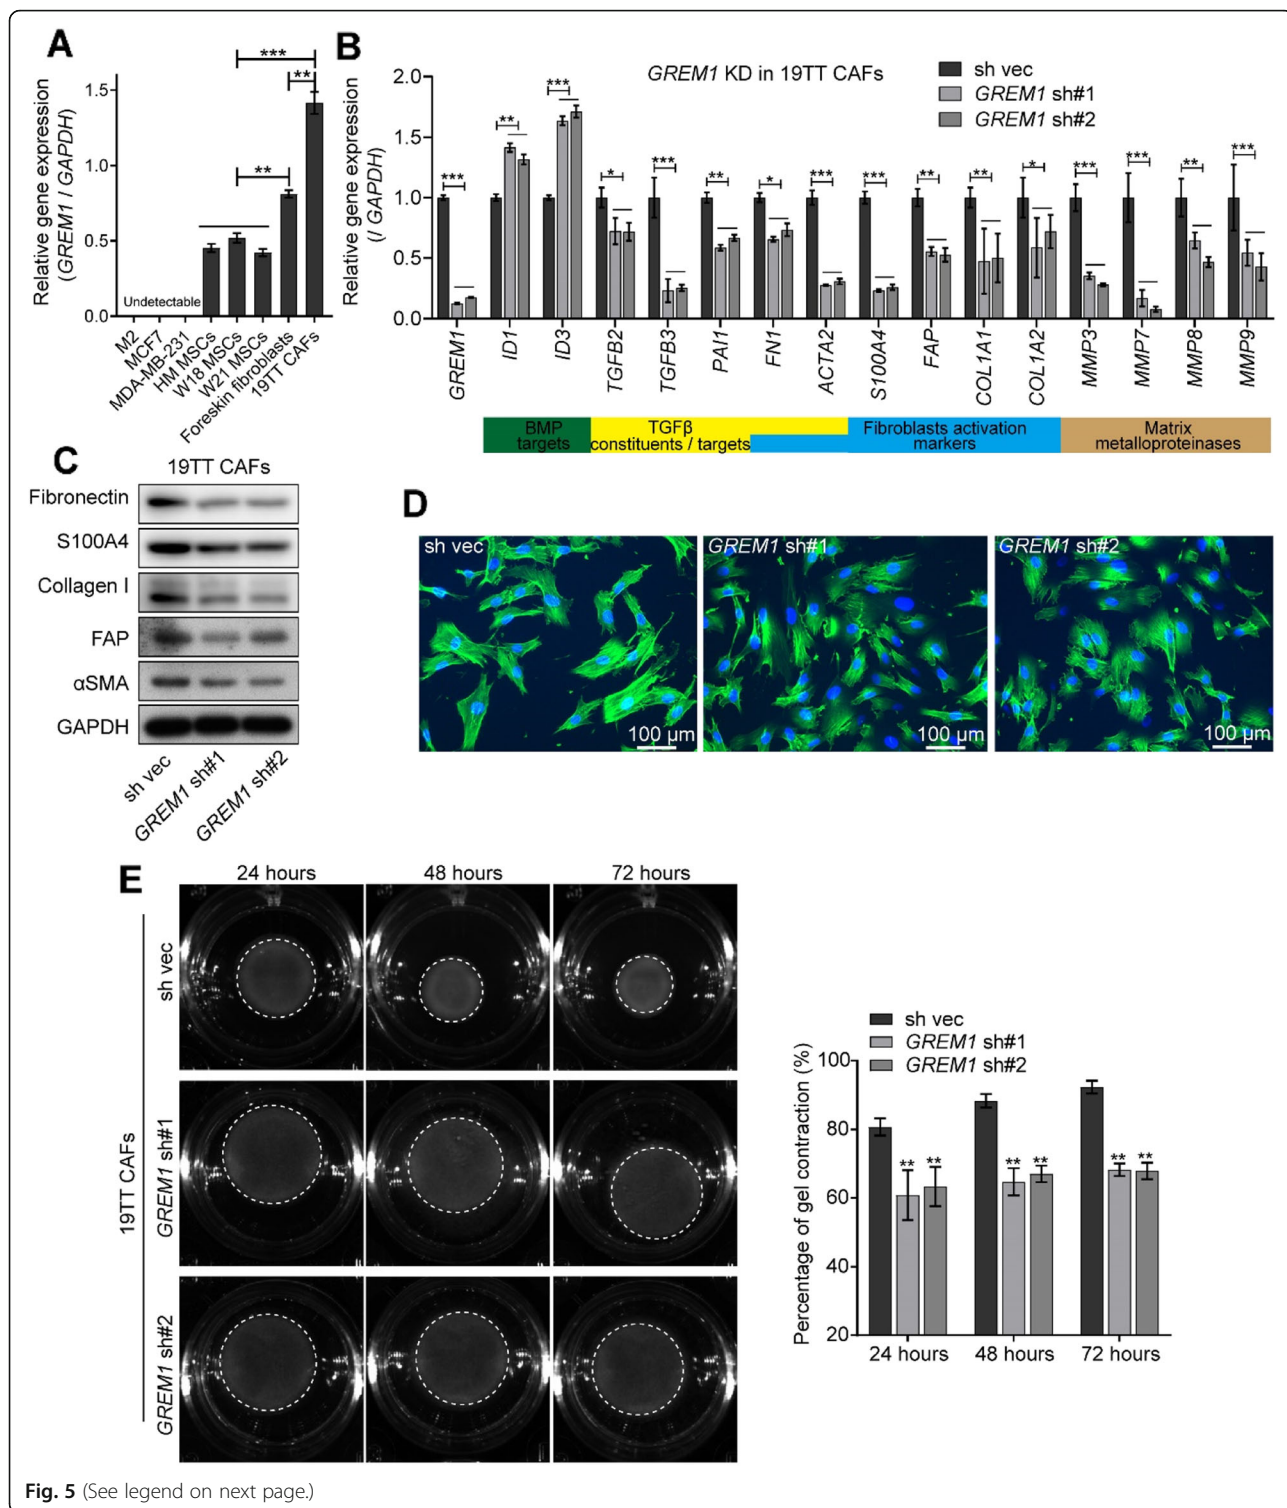 A
Relative gene expression
(GREM1 / GAPDH)
1.5
1.0
0.5
0.0
***
**
**
Undetectable
M2
MCF7
MDA-MB-231
HM MSCs
W18 MSCs
W21 MSCs
Foreskin fibroblasts
19TT CAFs
B
GREM1 KD in 19TT CAFs
sh vec
GREM1 sh#1
GREM1 sh#2
Relative gene expression
(/ GAPDH)
2.0
1.5
1.0
0.5
0.0
*** ** *** * *** ** * *** *** ** ** * *** *** ** ***
GREM1
ID1
ID3
TGFB2
TGFB3
PAI1
FN1
ACTA2
S100A4
FAP
COL1A1
COL1A2
MMP3
MMP7
MMP8
MMP9
BMP
targets
TGFβ
constituents / targets
Fibroblasts activation
markers
Matrix
metalloproteinases
C
19TT CAFs
Fibronectin
S100A4
Collagen I
FAP
αSMA
GAPDH
sh vec
GREM1 sh#1
GREM1 sh#2
D
sh vec
100 µm
GREM1 sh#1
100 µm
GREM1 sh#2
100 µm
E
24 hours
48 hours
72 hours
19TT CAFs
sh vec
GREM1 sh#1
GREM1 sh#2
sh vec
GREM1 sh#1
GREM1 sh#2
Percentage of gel contraction (%)
100
80
60
40
20
** ** ** ** ** **
24 hours
48 hours
72 hours
Fig. 5 (See legend on next page.)